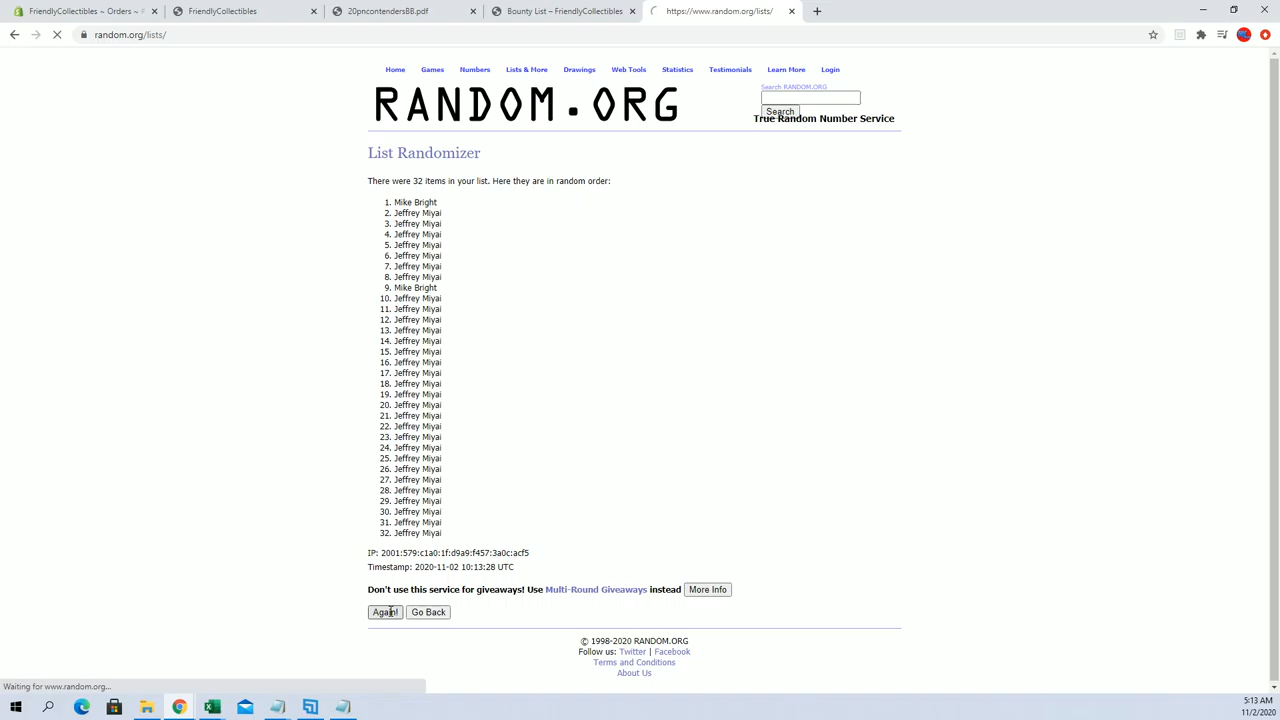 FriendlyCollectibles ~ Orders ~ F
FriendlyCollectibles
20pcontendersBB.
Bounty List – FriendlyCollectibles
https://www.random.org/lists/
random.org/lists/
Home Games Numbers Lists & More Drawings Web Tools Statistics Testimonials Learn More Login
Search RANDOM.ORG
RANDOM.ORG
Search
True Random Number Service
List Randomizer
There were 32 items in your list. Here they are in random order:
1. Mike Bright
2. Jeffrey Miyai
3. Jeffrey Miyai
4. Jeffrey Miyai
5. Jeffrey Miyai
6. Jeffrey Miyai
7. Jeffrey Miyai
8. Jeffrey Miyai
9. Mike Bright
10. Jeffrey Miyai
11. Jeffrey Miyai
12. Jeffrey Miyai
13. Jeffrey Miyai
14. Jeffrey Miyai
15. Jeffrey Miyai
16. Jeffrey Miyai
17. Jeffrey Miyai
18. Jeffrey Miyai
19. Jeffrey Miyai
20. Jeffrey Miyai
21. Jeffrey Miyai
22. Jeffrey Miyai
23. Jeffrey Miyai
24. Jeffrey Miyai
25. Jeffrey Miyai
26. Jeffrey Miyai
27. Jeffrey Miyai
28. Jeffrey Miyai
29. Jeffrey Miyai
30. Jeffrey Miyai
31. Jeffrey Miyai
32. Jeffrey Miyai
IP: 2001:579:c1a0:1f:d9a9:f457:3a0c:acf5
Timestamp: 2020-11-02 10:13:28 UTC
Don't use this service for giveaways! Use Multi-Round Giveaways instead More Info
Again! Go Back
© 1998-2020 RANDOM.ORG
Follow us: Twitter | Facebook
Terms and Conditions
About Us
Waiting for www.random.org...
5:13 AM
11/2/2020